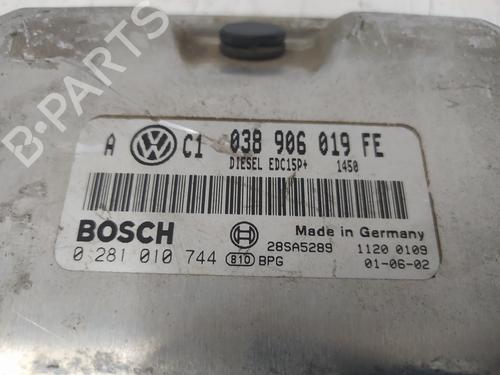 A VW C1 038 906 019 FE
DIESEL EDC15P+ 1450
BOSCH
Made in Germany
0 281 010 744 810 BPG
28SA5289
1120 0109
01-06-02
B-PARTS